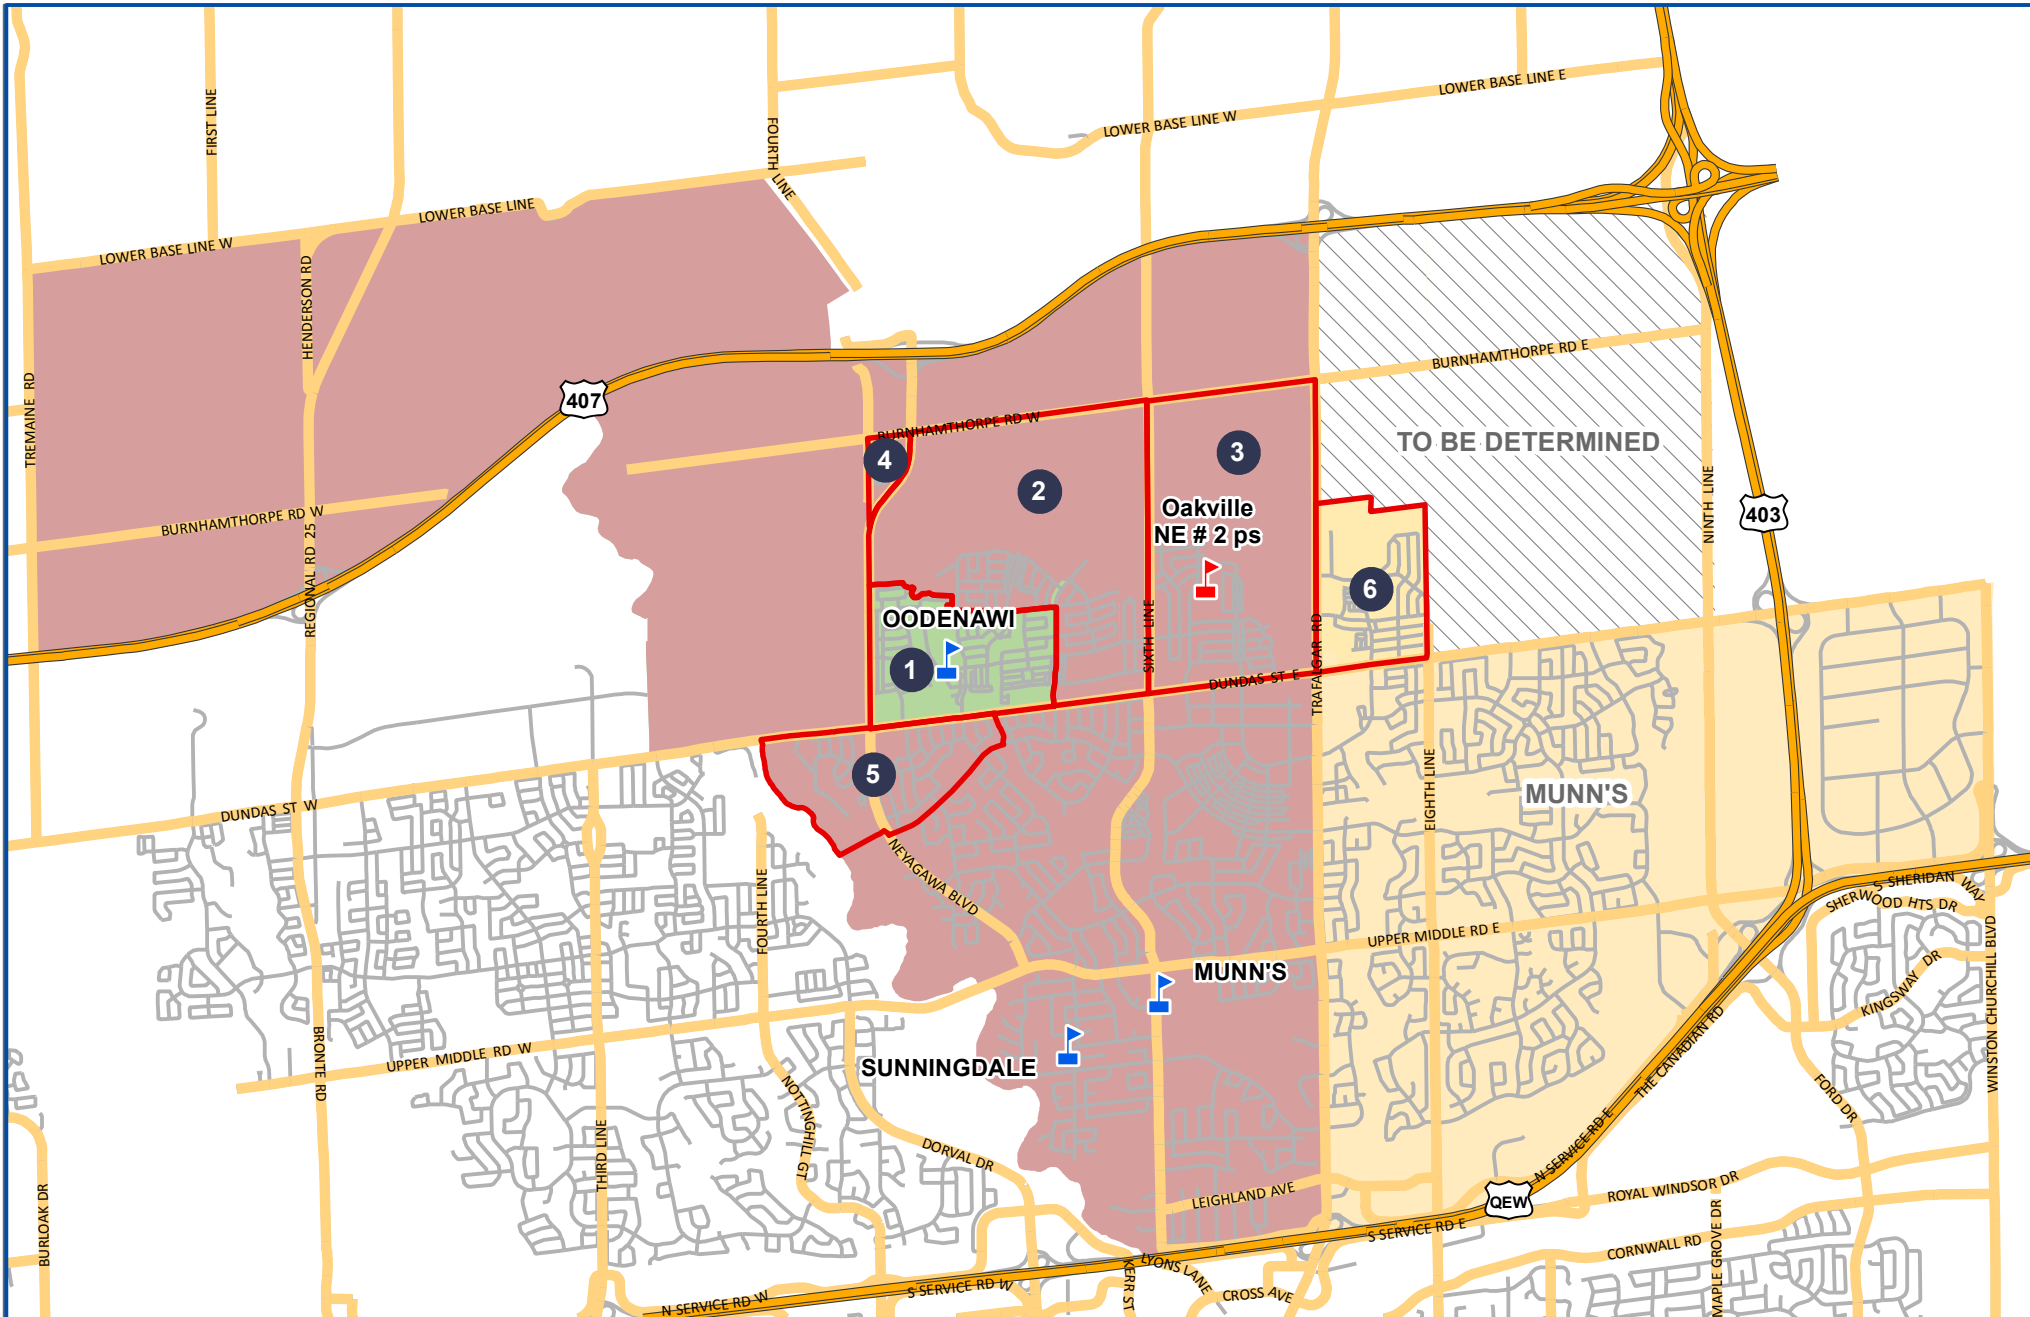 LOWER BASE LINE E
FIRST LINE
FOURTH LINE
LOWER BASE LINE W
LOWER BASE LINE
LOWER BASE LINE W
HENDERSON RD
TREMAINE RD
407
BURNHAMTHORPE RD E
BURNHAMTHORPE RD W
TO BE DETERMINED
4
3
2
Oakville
NE # 2 ps
NINTH LINE
403
BURNHAMTHORPE RD W
REGIONAL RD 25
6
OODENAWI
1
SIXTH LINE
TRAFALGAR RD
DUNDAS ST E
5
EIGHTH LINE
MUNN'S
DUNDAS ST W
NEYAGAWA BLVD
FOURTH LINE
S SHERIDAN WAY
SHERWOOD HTS DR
UPPER MIDDLE RD E
MUNN'S
KINGSWAY DR
WINSTON CHURCHILL BLVD
THE CANADIAN RD
UPPER MIDDLE RD W
BRONTE RD
SUNNINGDALE
NOTTINGHILL GT
FORD DR
N SERVICE RD E
THIRD LINE
DORVAL DR
LEIGHLAND AVE
QEW
ROYAL WINDSOR DR
BURLOAK DR
S SERVICE RD E
CORNWALL RD
MAPLE GROVE DR
LYONS LANE
KERR ST
CROSS AVE
S SERVICE RD W
N SERVICE RD W